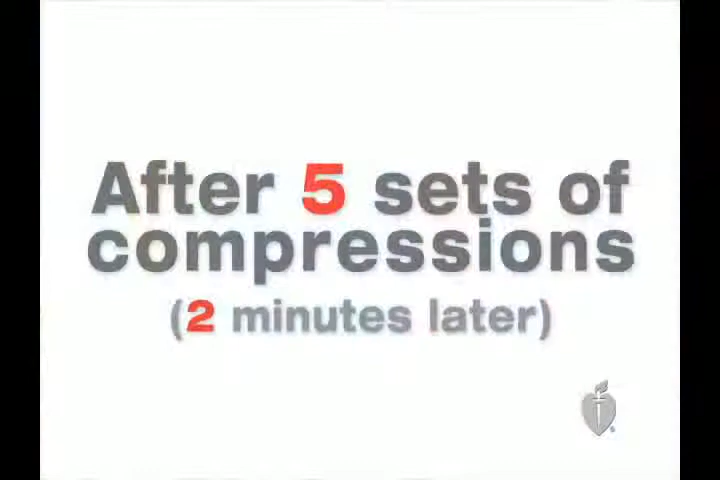 After 5 sets of
compressions
(2 minutes later)